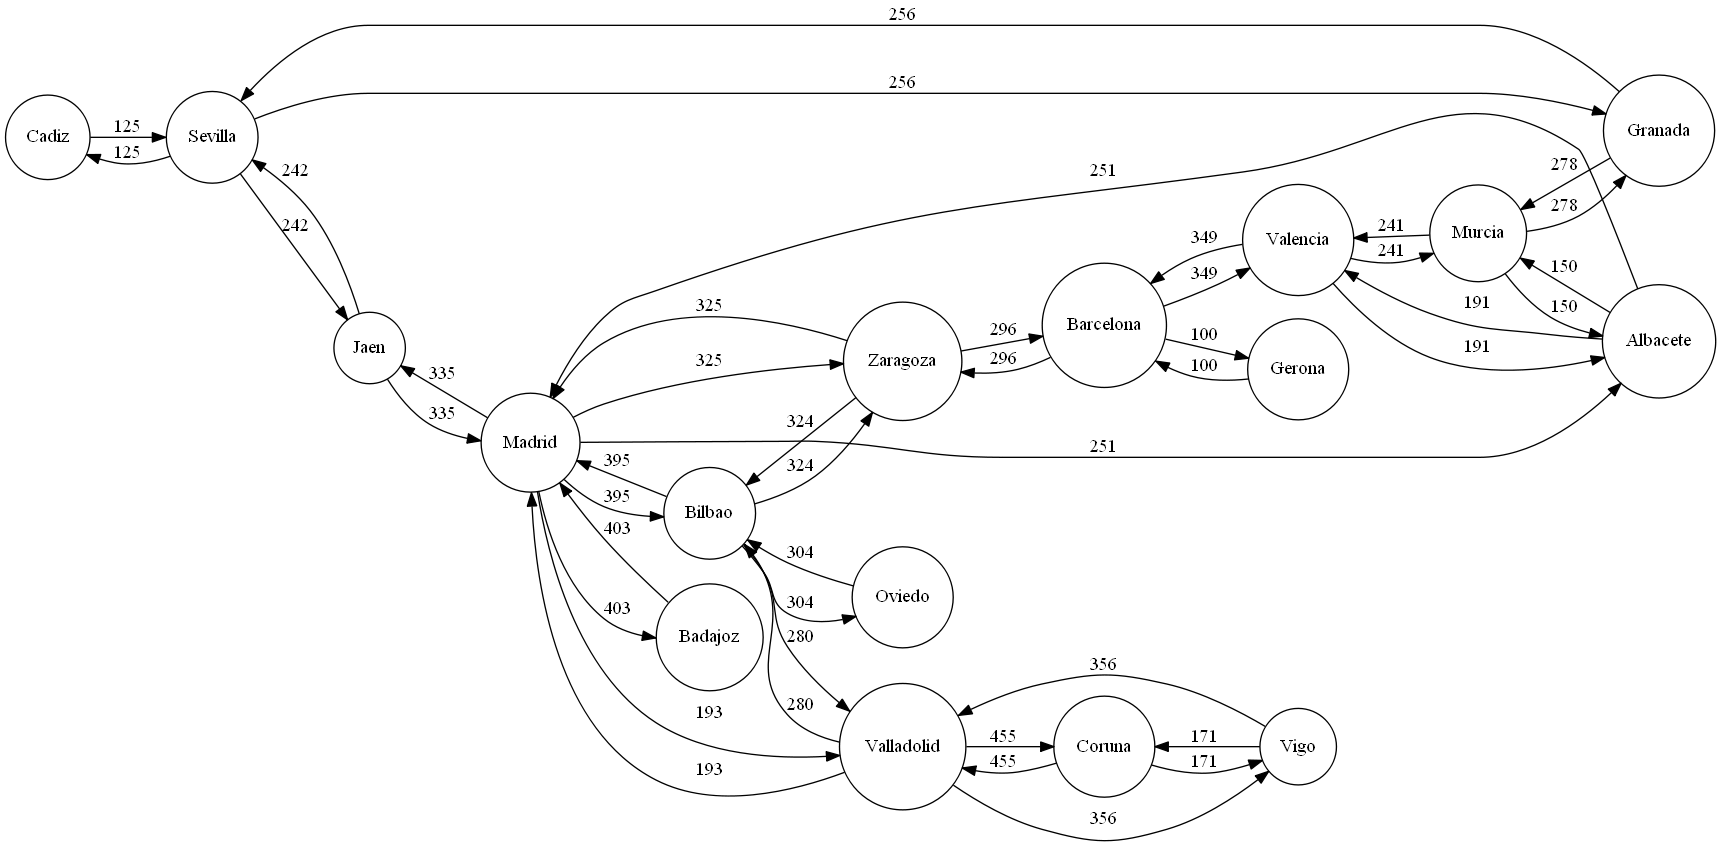 256
256
Cadiz
125
125
Sevilla
Granada
251
242
242
278
278
Valencia
241
241
Murcia
349
349
150
150
Jaen
325
325
Zaragoza
296
296
Barcelona
100
100
Gerona
191
191
Albacete
335
335
Madrid
324
324
251
395
395
Bilbao
403
403
304
304
Oviedo
Badajoz
280
280
193
193
Valladolid
455
455
Coruna
356
356
171
171
Vigo